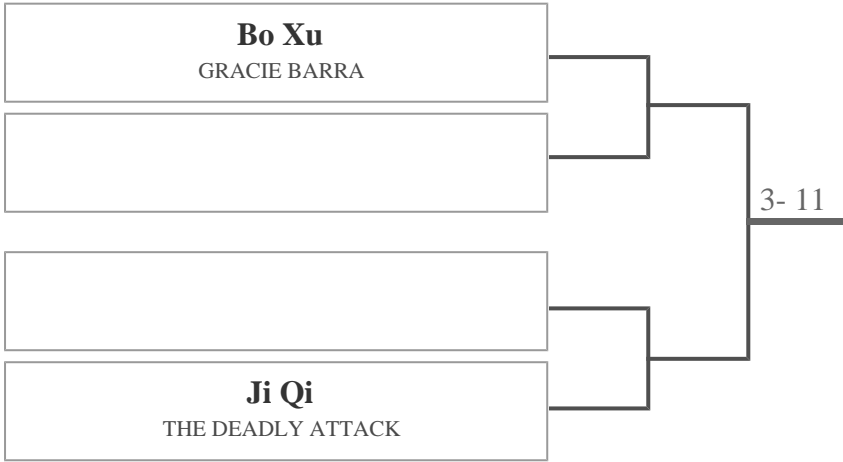 Bo Xu
GRACIE BARRA
3- 11
Ji Qi
THE DEADLY ATTACK